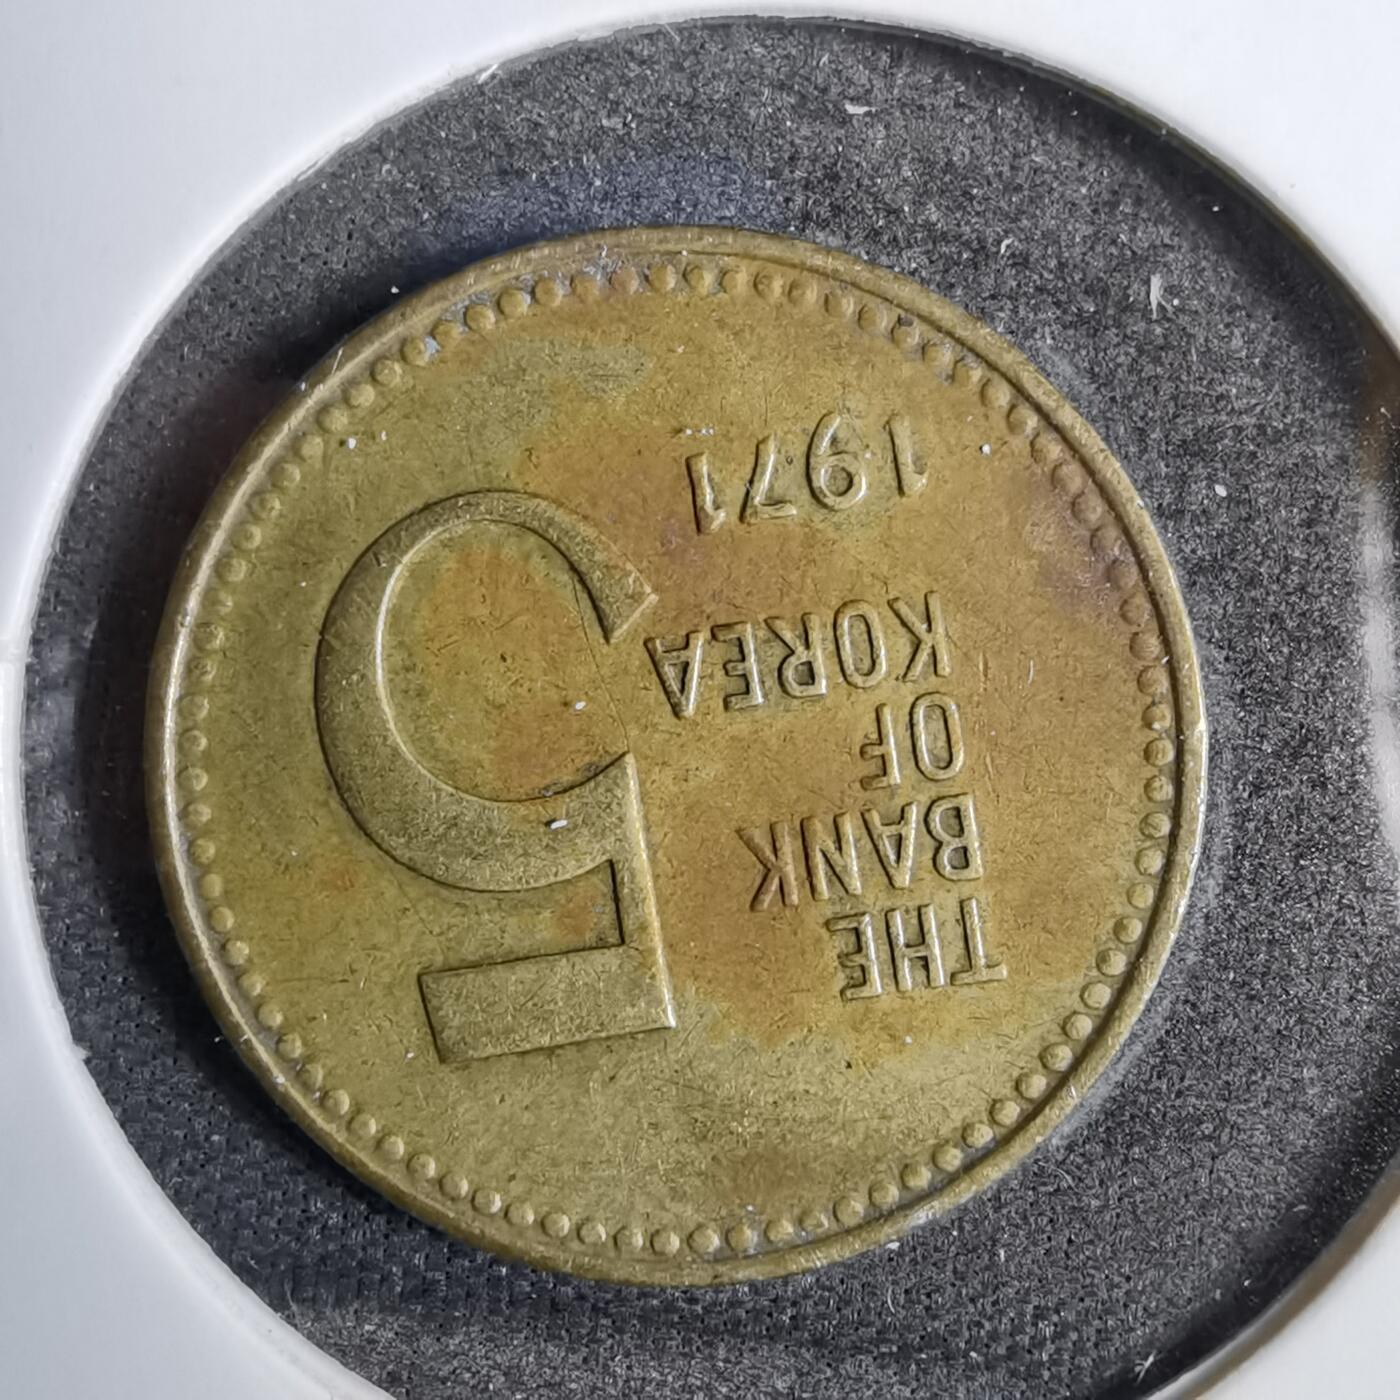 THE
BANK
OF
KOREA
1971
5